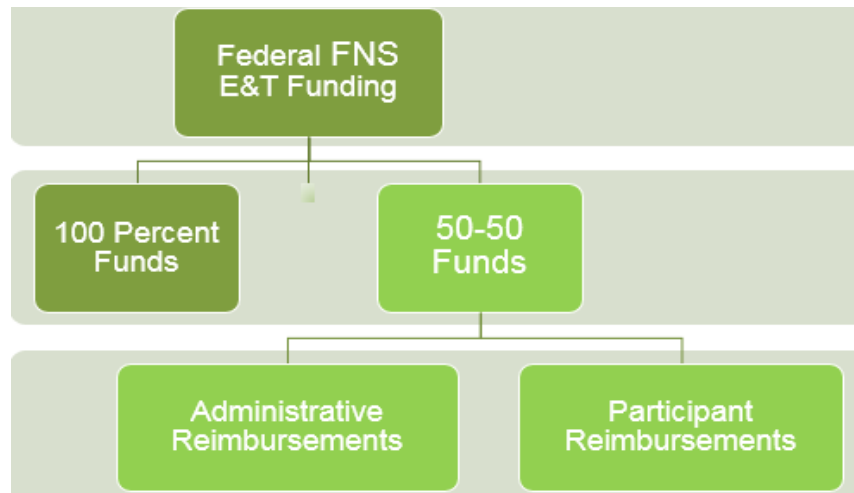 Federal FNS
E&T Funding
100 Percent
Funds
50-50
Funds
Administrative
Reimbursements
Participant
Reimbursements